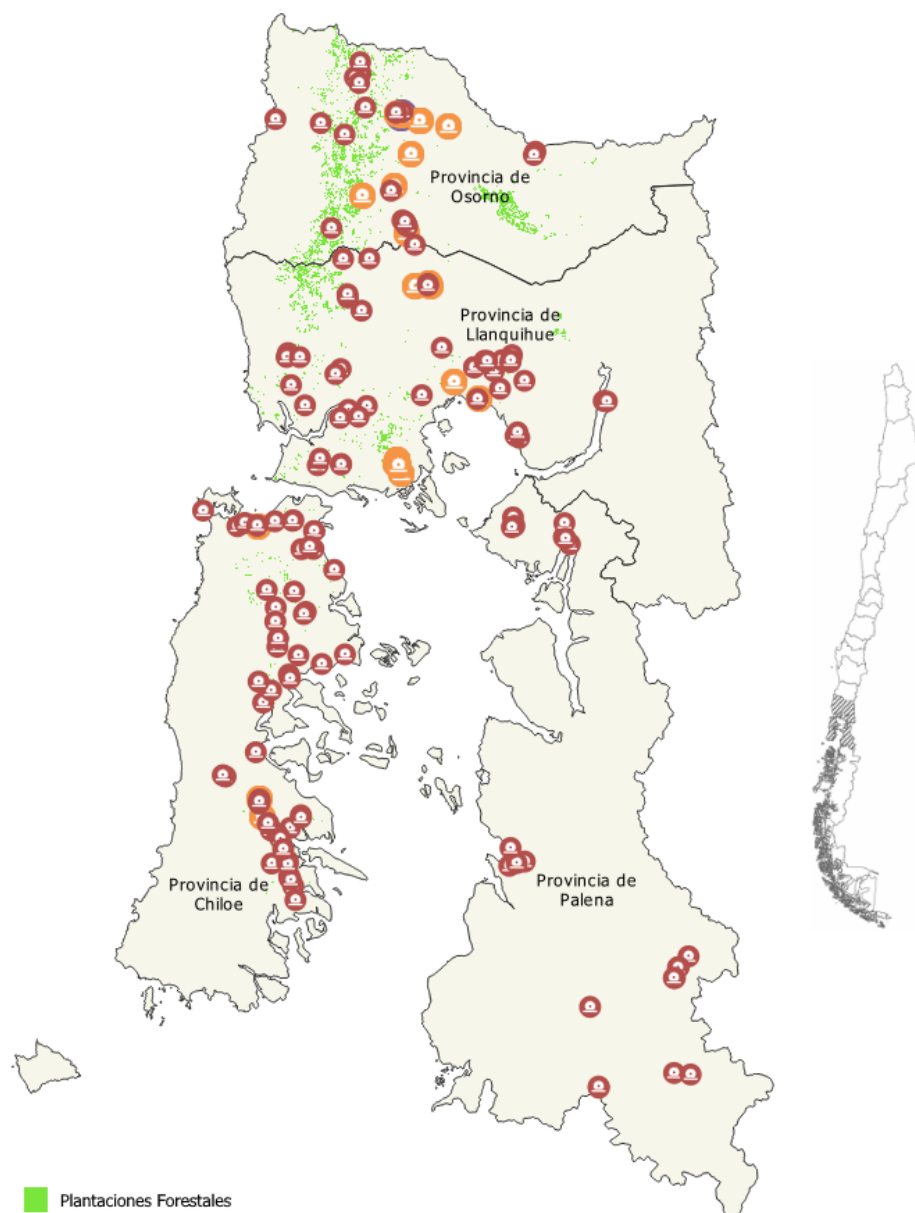 Provincia de
Osorno
Provincia de
Llanquihue
Provincia de
Chiloe
Provincia de
Palena
Plantaciones Forestales